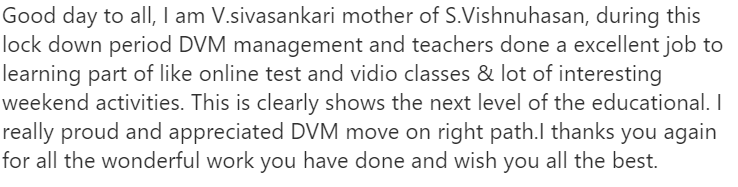 Good day to all, I am V.sivasankari mother of S.Vishnuhasan, during this
lock down period DVM management and teachers done a excellent job to
learning part of like online test and vidio classes & lot of interesting
weekend activities. This is clearly shows the next level of the educational. I
really proud and appreciated DVM move on right path.I thanks you again
for all the wonderful work you have done and wish you all the best.